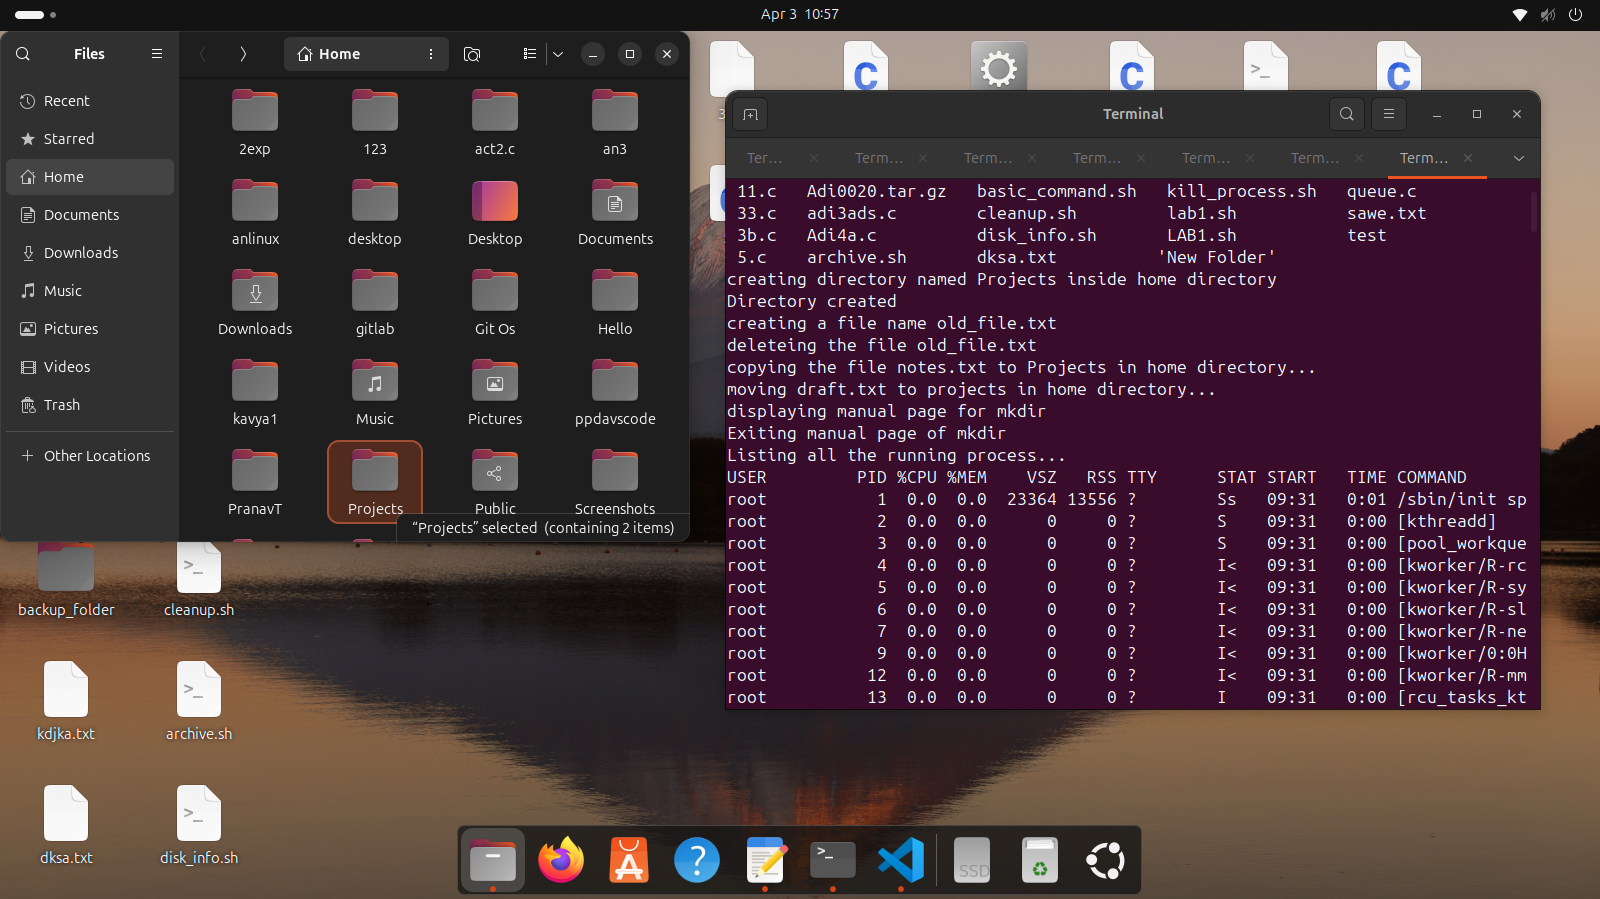 Apr 3 10:57
Files
Home
Recent
Starred
Home
Documents
Downloads
Music
Pictures
Videos
Trash
Other Locations
2exp
123
act2.c
an3
anlinux
desktop
Desktop
Documents
Downloads
gitlab
Git Os
Hello
kavya1
Music
Pictures
ppdavscode
PranavT
Projects
Public
Screenshots
“Projects” selected (containing 2 items)
backup_folder
cleanup.sh
kdjka.txt
archive.sh
dksa.txt
disk_info.sh
C
>_
C
C
3
Terminal
Ter...
Term...
Term...
Term...
Term...
Term...
Term...
11.c Adi0020.tar.gz basic_command.sh kill_process.sh queue.c
33.c adi3ads.c cleanup.sh lab1.sh sawe.txt
3b.c Adi4a.c disk_info.sh LAB1.sh test
5.c archive.sh dksa.txt 'New Folder'
creating directory named Projects inside home directory
Directory created
creating a file name old_file.txt
deleteing the file old_file.txt
copying the file notes.txt to Projects in home directory...
moving draft.txt to projects in home directory...
displaying manual page for mkdir
Exiting manual page of mkdir
Listing all the running process...
USER PID %CPU %MEM VSZ RSS TTY STAT START TIME COMMAND
root 1 0.0 0.0 23364 13556 ? Ss 09:31 0:01 /sbin/init sp
root 2 0.0 0.0 0 0 ? S 09:31 0:00 [kthreadd]
root 3 0.0 0.0 0 0 ? S 09:31 0:00 [pool_workque
root 4 0.0 0.0 0 0 ? I< 09:31 0:00 [kworker/R-rc
root 5 0.0 0.0 0 0 ? I< 09:31 0:00 [kworker/R-sy
root 6 0.0 0.0 0 0 ? I< 09:31 0:00 [kworker/R-sl
root 7 0.0 0.0 0 0 ? I< 09:31 0:00 [kworker/R-ne
root 9 0.0 0.0 0 0 ? I< 09:31 0:00 [kworker/0:0H
root 12 0.0 0.0 0 0 ? I< 09:31 0:00 [kworker/R-mm
root 13 0.0 0.0 0 0 ? I 09:31 0:00 [rcu_tasks_kt
SSD